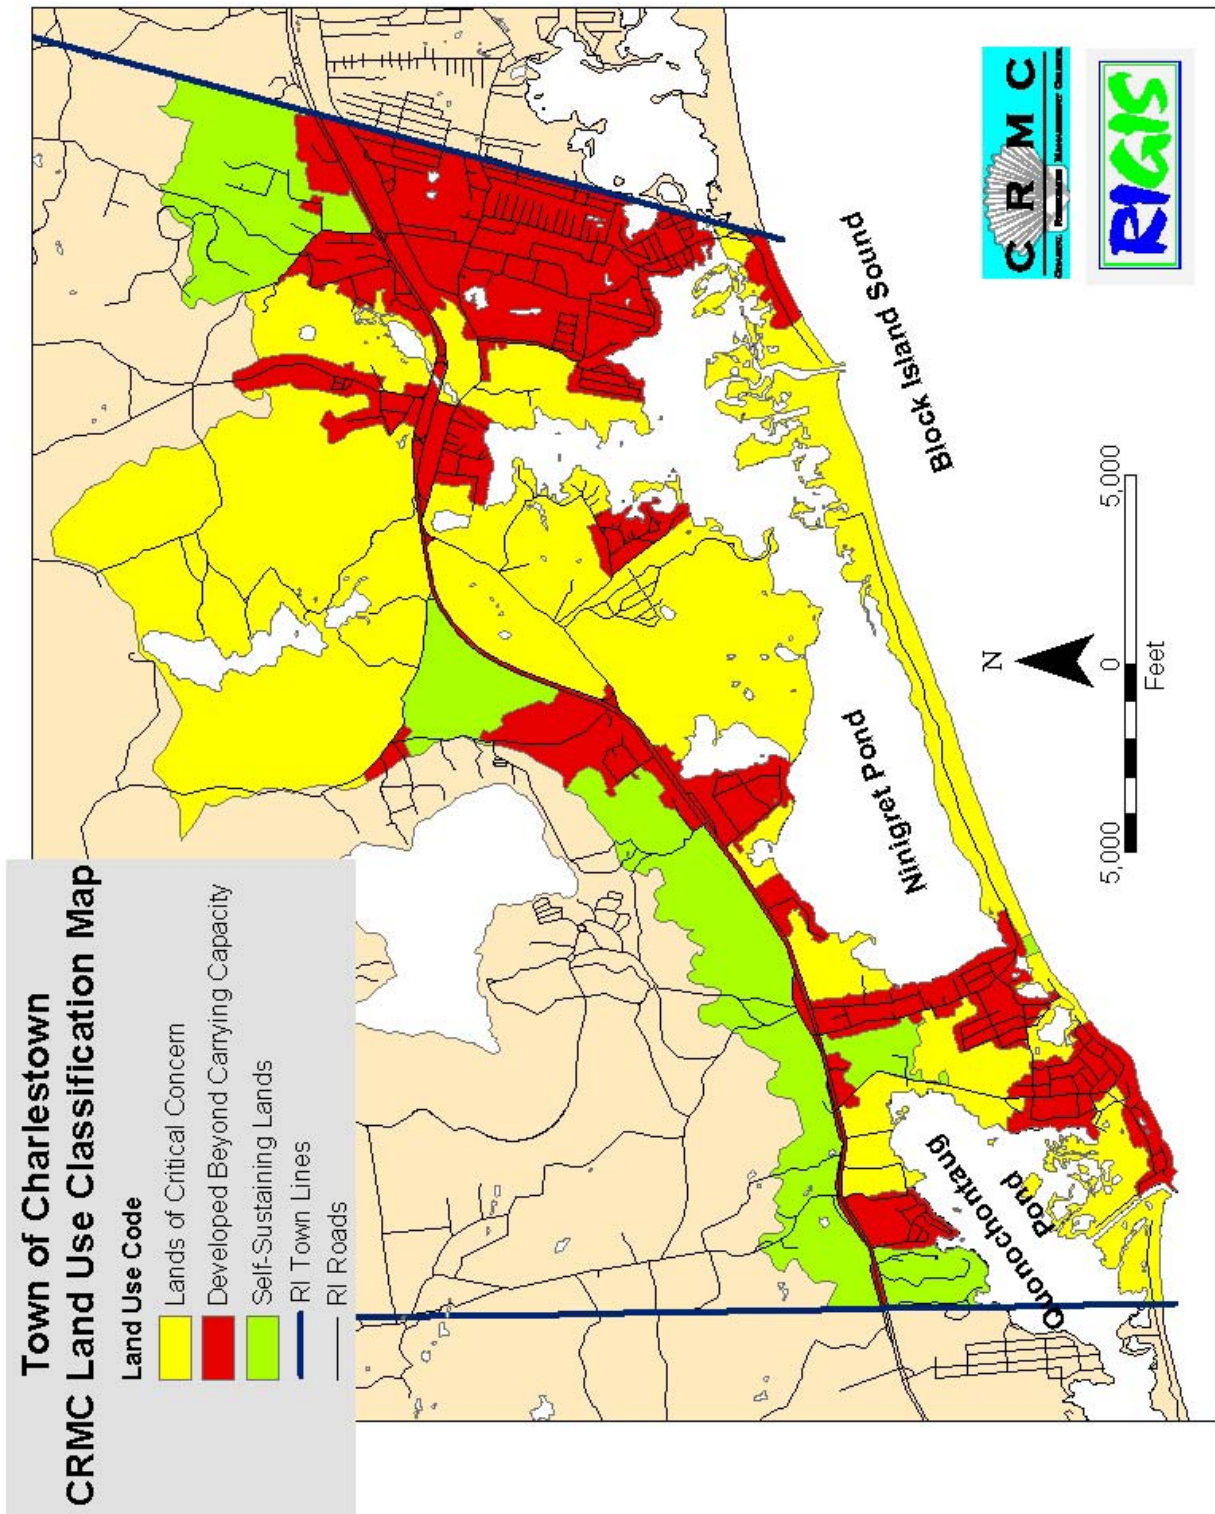 Town of Charlestown
CRMC Land Use Classification Map
Land Use Code
Lands of Critical Concern
Developed Beyond Carrying Capacity
Self-Sustaining Lands
RI Town Lines
RI Roads
Quonochontaug
Pond
Ninigret Pond
Block Island Sound
N
5,000
0
5,000
Feet
C R M C
RIGIS